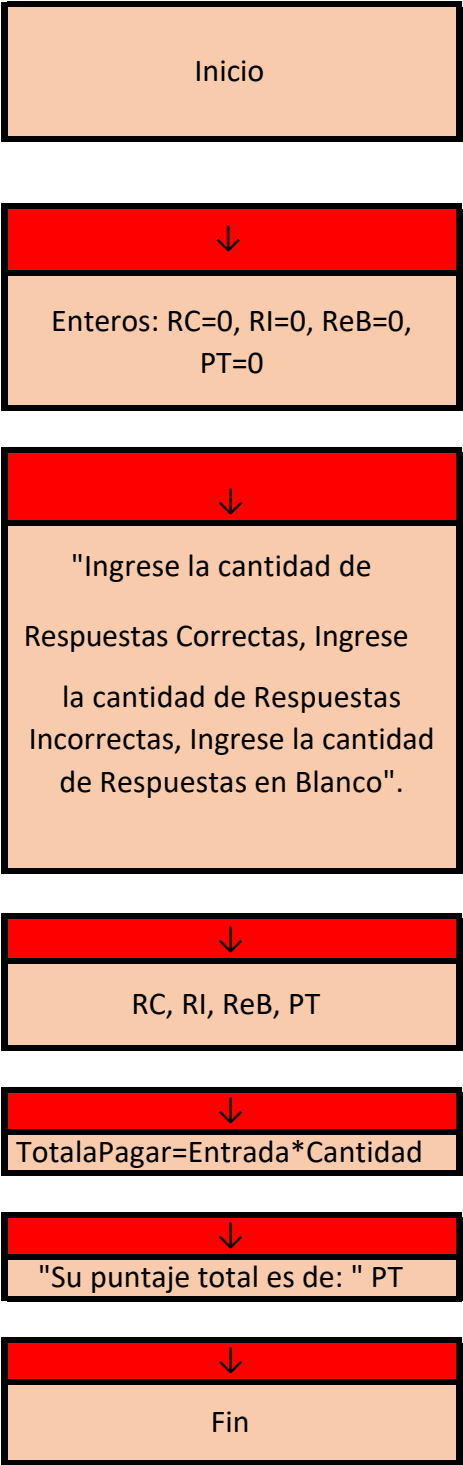 Inicio
↓
Enteros: RC=0, RI=0, ReB=0,
PT=0
↓
"Ingrese la cantidad de
Respuestas Correctas, Ingrese
la cantidad de Respuestas
Incorrectas, Ingrese la cantidad
de Respuestas en Blanco".
↓
RC, RI, ReB, PT
↓
TotalaPagar=Entrada*Cantidad
↓
"Su puntaje total es de: " PT
↓
Fin